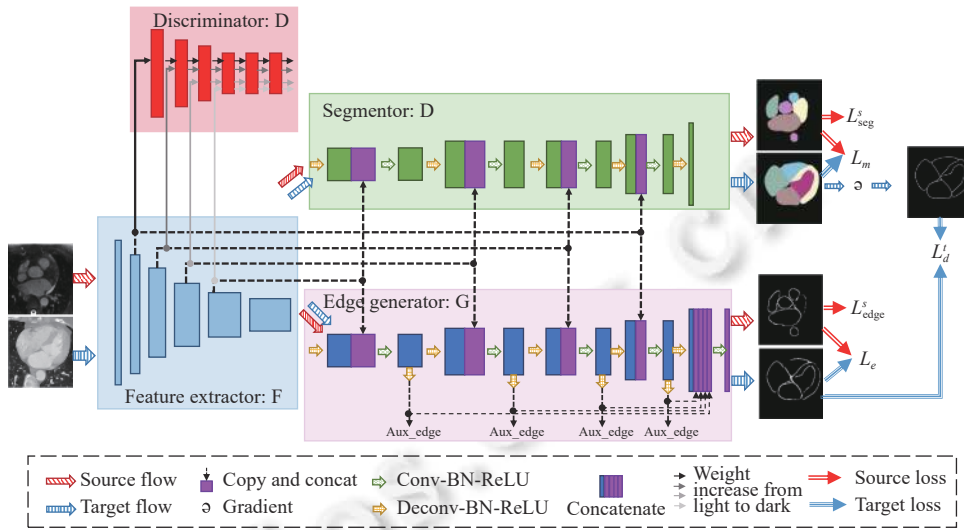 Discriminator: D
Segmentor: D
Feature extractor: F
Edge generator: G
Aux_edge
Aux_edge
Aux_edge
Aux_edge
L^s_seg
L_m
ə
L^t_d
L^s_edge
L_e
Source flow
Target flow
Copy and concat
ə Gradient
Conv-BN-ReLU
Deconv-BN-ReLU
Concatenate
Weight
increase from
light to dark
Source loss
Target loss